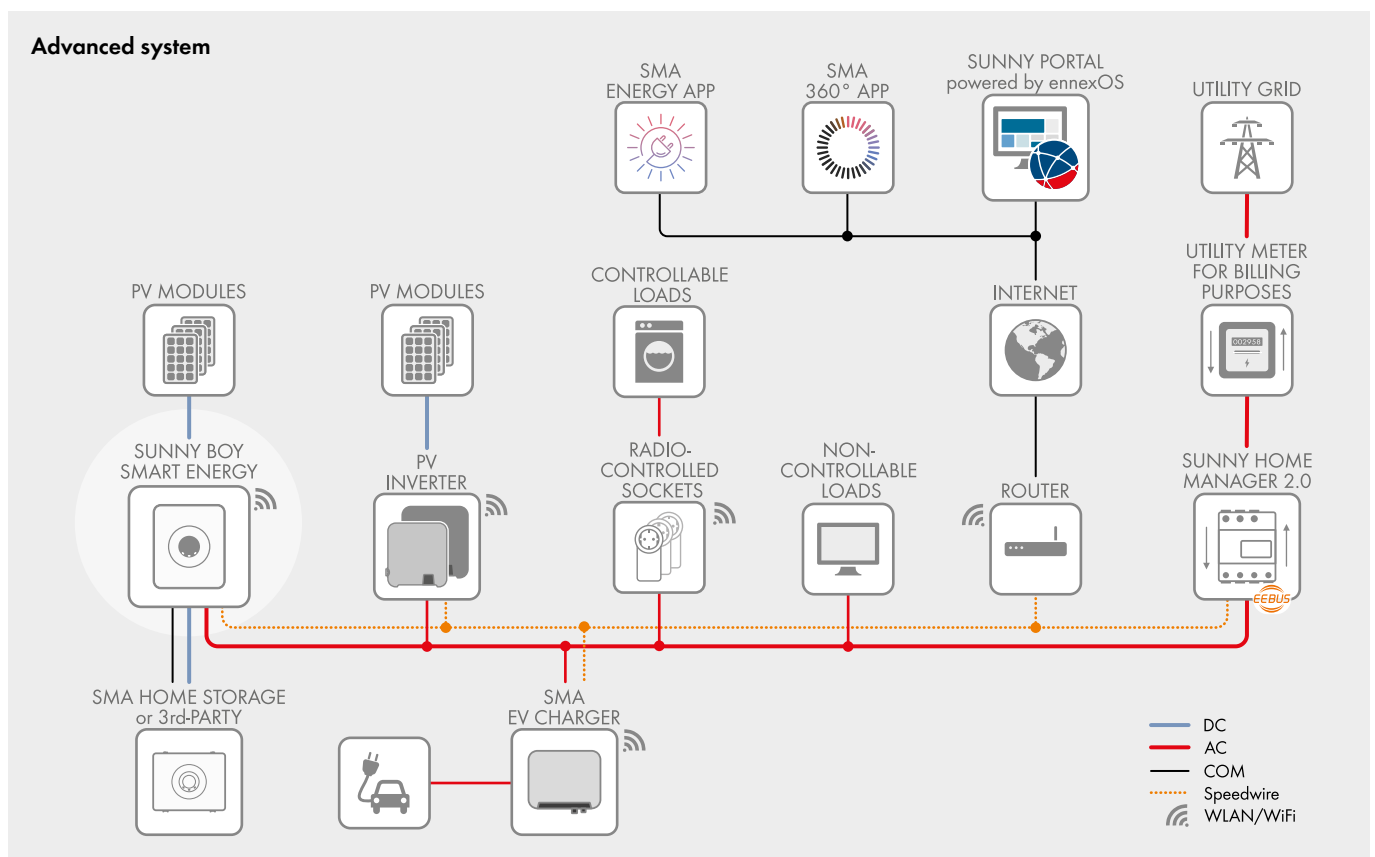 Advanced system
SMA
ENERGY APP
SMA
360° APP
SUNNY PORTAL
powered by ennexOS
UTILITY GRID
UTILITY METER
FOR BILLING
PURPOSES
002958
PV MODULES
PV MODULES
CONTROLLABLE
LOADS
INTERNET
SUNNY BOY
SMART ENERGY
PV
INVERTER
RADIO-
CONTROLLED
SOCKETS
NON-
CONTROLLABLE
LOADS
ROUTER
SUNNY HOME
MANAGER 2.0
EEBUS
SMA HOME STORAGE
or 3rd-PARTY
SMA
EV CHARGER
DC
AC
COM
Speedwire
WLAN/WiFi